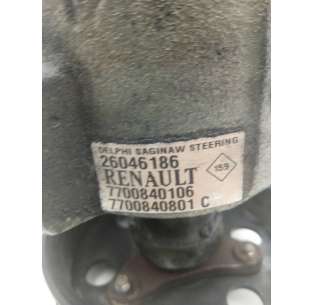 DELPHI SAGINAW STEERING
26046186
RENAULT 159
7700840106
7700840801 C